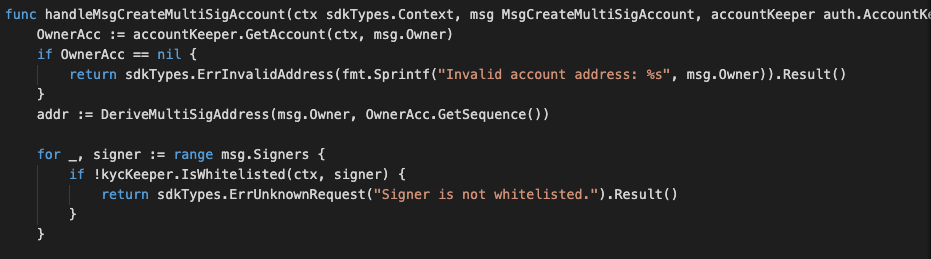 func handleMsgCreateMultiSigAccount(ctx sdkTypes.Context, msg MsgCreateMultiSigAccount, accountKeeper auth.AccountKe
OwnerAcc := accountKeeper.GetAccount(ctx, msg.Owner)
if OwnerAcc == nil {
return sdkTypes.ErrInvalidAddress(fmt.Sprintf("Invalid account address: %s", msg.Owner)).Result()
}
addr := DeriveMultiSigAddress(msg.Owner, OwnerAcc.GetSequence())
for _, signer := range msg.Signers {
if !kycKeeper.IsWhitelisted(ctx, signer) {
return sdkTypes.ErrUnknownRequest("Signer is not whitelisted.").Result()
}
}